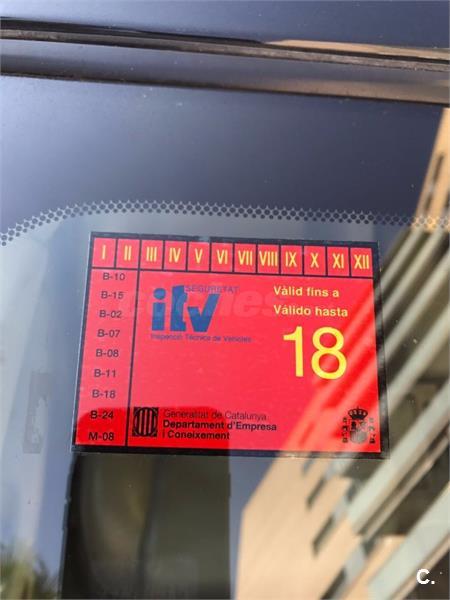 I II III IV V VI VII VIII IX X XI XII
B-10
B-15
B-02
B-07
B-08
B-11
B-18
B-24
M-08
SEGURETAT
itv
Inspecció Tècnica de Vehicles
Vàlid fins a
Válido hasta
18
Generalitat de Catalunya
Departament d'Empresa
i Coneixement
C.